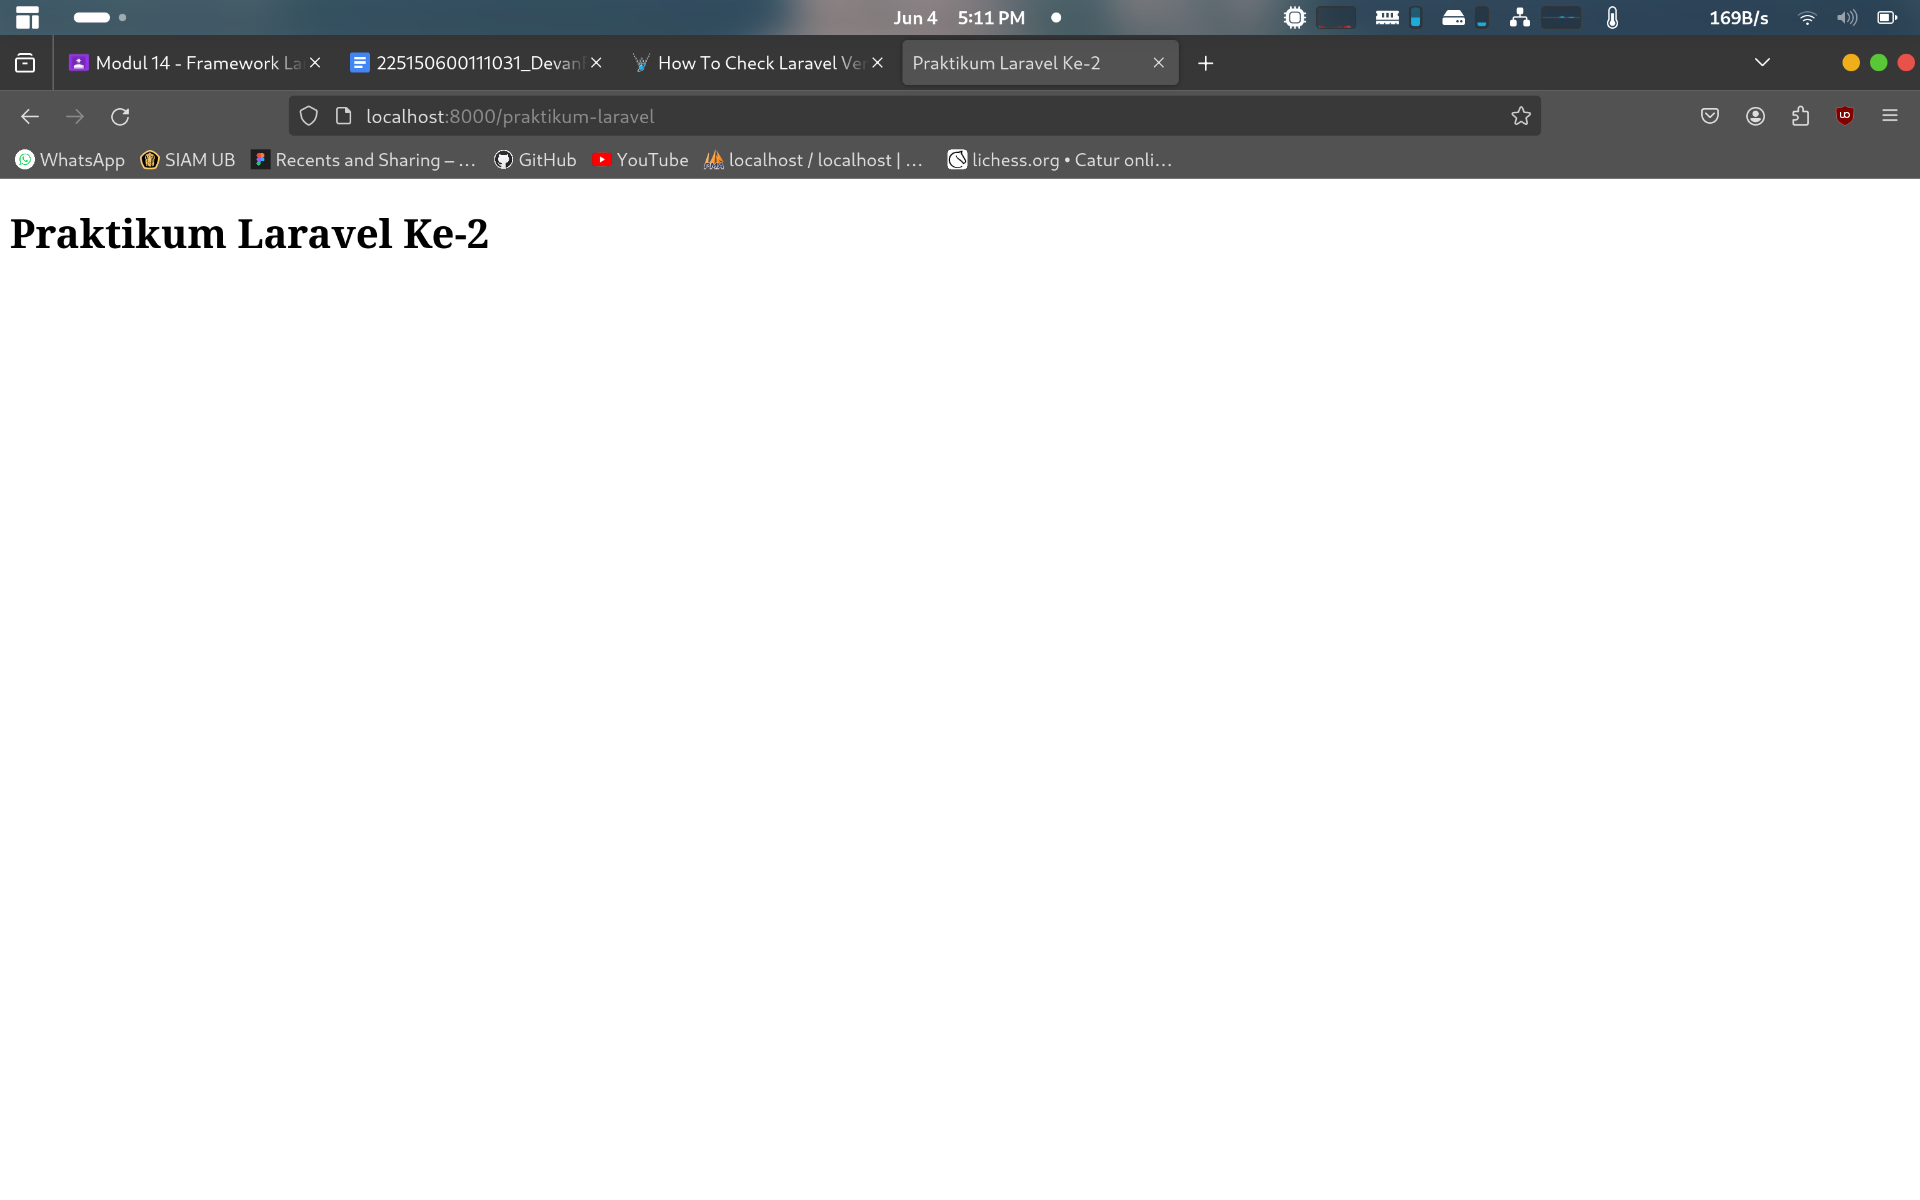 Jun 4 5:11 PM
169B/s
Modul 14 - Framework La
225150600111031_Devan
How To Check Laravel Ver
Praktikum Laravel Ke-2
localhost:8000/praktikum-laravel
WhatsApp
SIAM UB
Recents and Sharing – ...
GitHub
YouTube
localhost / localhost | ...
lichess.org • Catur onli...
Praktikum Laravel Ke-2